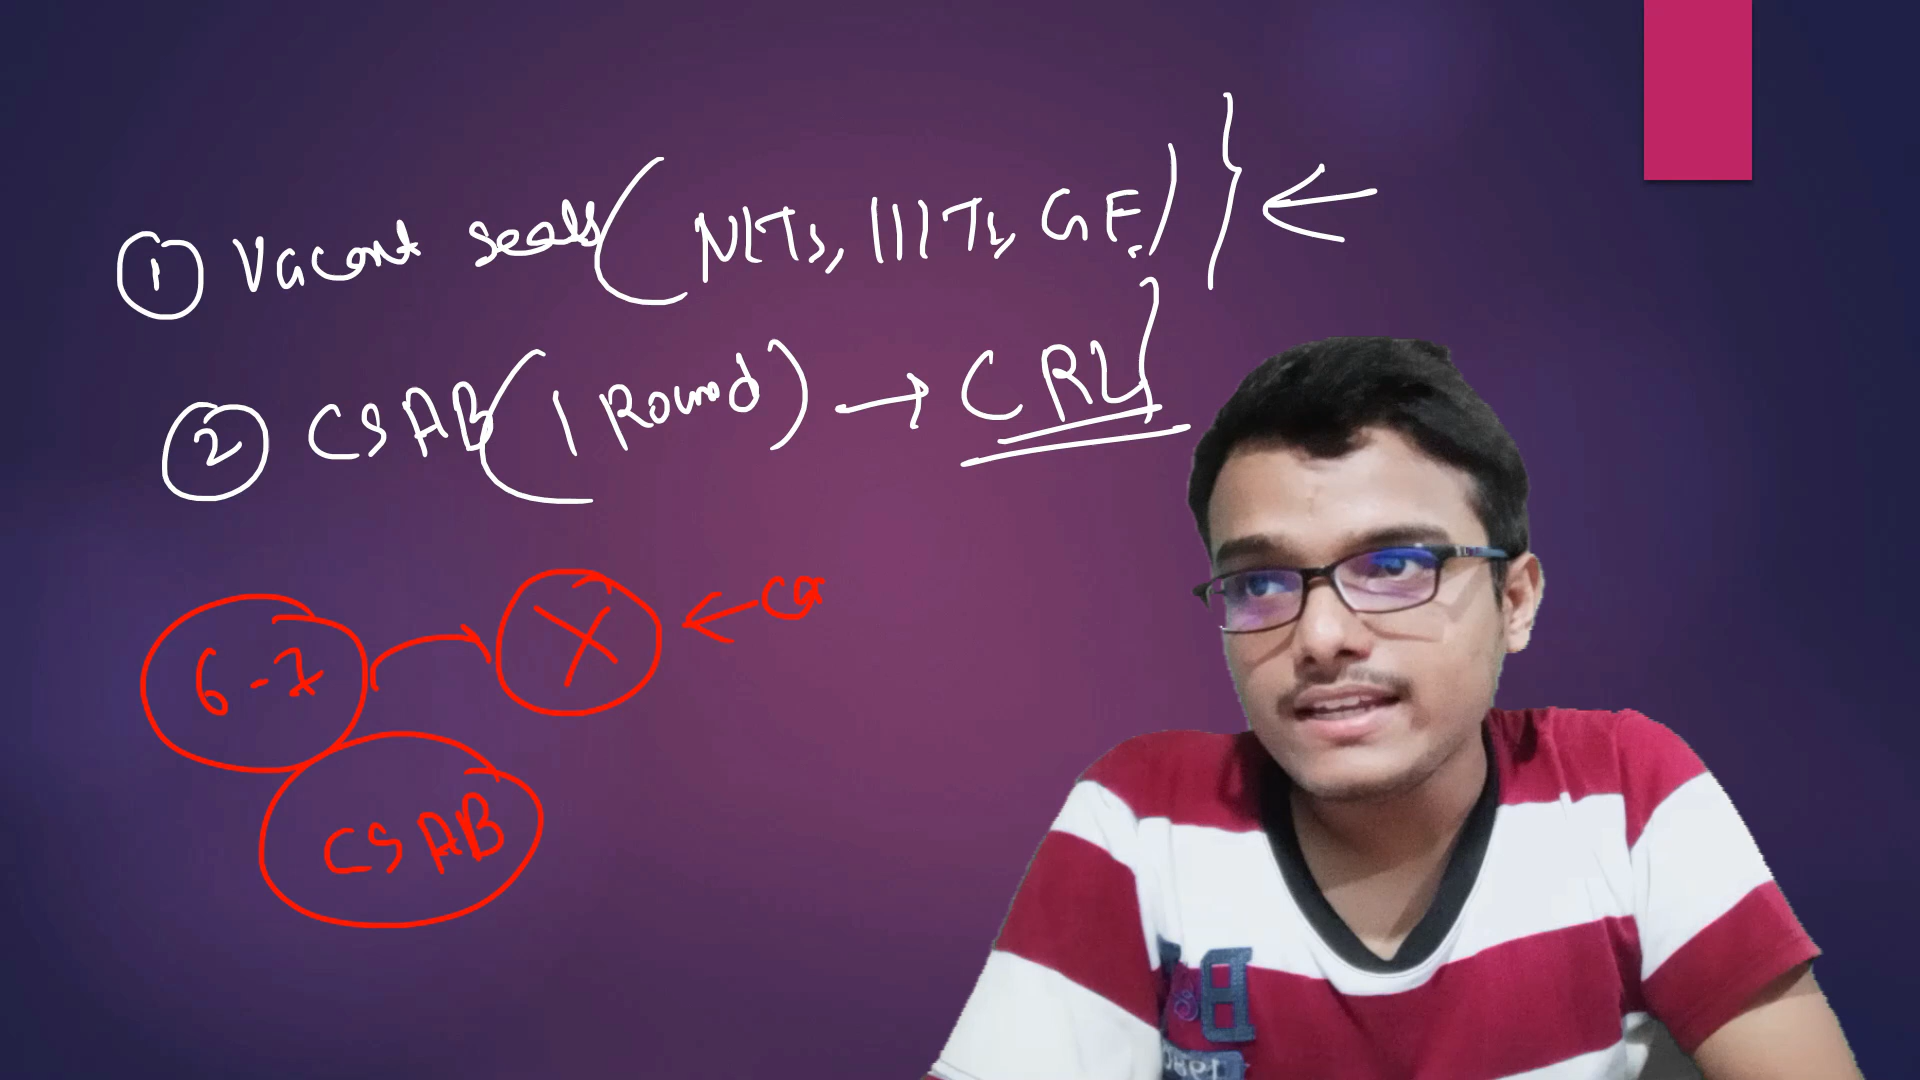 ① Vacant seats (NITs, IIITs, GF.) } ←
② CSAB (1 Round) → CRL }
6-7 → X ←
CSAB